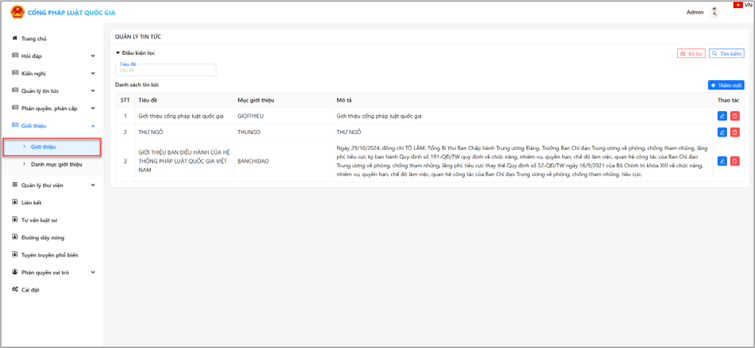 VN
CỔNG PHÁP LUẬT QUỐC GIA
Admin
Trang chủ
Hỏi đáp
Kiến nghị
Quản lý tin tức
Phân quyền, phân cấp
Giới thiệu
Giới thiệu
Danh mục giới thiệu
Quản lý thư viện
Liên kết
Tư vấn luật sư
Đường dây nóng
Tuyên truyền phổ biến
Phân quyền vai trò
Cài đặt
QUẢN LÝ TIN TỨC
Điều kiện lọc
Bỏ lọc
Tìm kiếm
Tiêu đề
Tiêu đề
Danh sách tin tức
Thêm mới
STT Tiêu đề Mục giới thiệu Mô tả Thao tác
1 Giới thiệu cổng pháp luật quốc gia GIOITHIEU Giới thiệu cổng pháp luật quốc gia
2 THƯ NGỎ THUNGO THƯ NGỎ
3 GIỚI THIỆU BAN ĐIỀU HÀNH CỦA HỆ
THỐNG PHÁP LUẬT QUỐC GIA VIỆT
NAM
BANCHIDAO
Ngày 29/10/2024, đồng chí TÔ LÂM, Tổng Bí thư Ban Chấp hành Trung ương Đảng, Trưởng Ban Chỉ đạo Trung ương về phòng, chống tham nhũng, lãng
phí, tiêu cực ký ban hành Quy định số 191-QĐ/TW quy định về chức năng, nhiệm vụ, quyền hạn, chế độ làm việc, quan hệ công tác của Ban Chỉ đạo
Trung ương về phòng, chống tham nhũng, lãng phí, tiêu cực thay thế Quy định số 32-QĐ/TW ngày 16/9/2021 của Bộ Chính trị khóa XIII về chức năng,
nhiệm vụ, quyền hạn, chế độ làm việc, quan hệ công tác của Ban Chỉ đạo Trung ương về phòng, chống tham nhũng, tiêu cực.